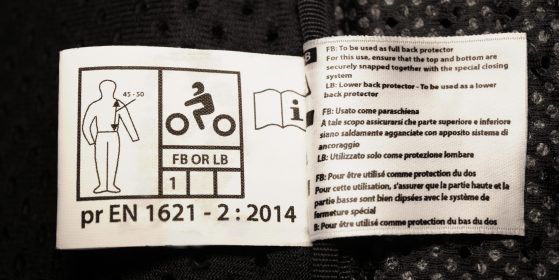 45 - 50
FB OR LB
1
i
pr EN 1621 - 2 : 2014
FB: To be used as full back protector
For this use, ensure that the top and bottom are
securely snapped together with the special closing
system
LB: Lower back protector - To be used as a lower
back protector
FB: Usato come paraschiena
A tale scopo assicurarsi che parte superiore e inferiore
siano saldamente agganciate con apposito sistema di
ancoraggio
LB: Utilizzato solo come protezione lombare
FB: Pour être utilisé comme protection du dos
Pour cette utilisation, s'assurer que la partie haute et la
partie basse sont bien clipsées avec le système de
fermeture spécial
B: Pour être utilisé comme protection du bas du dos